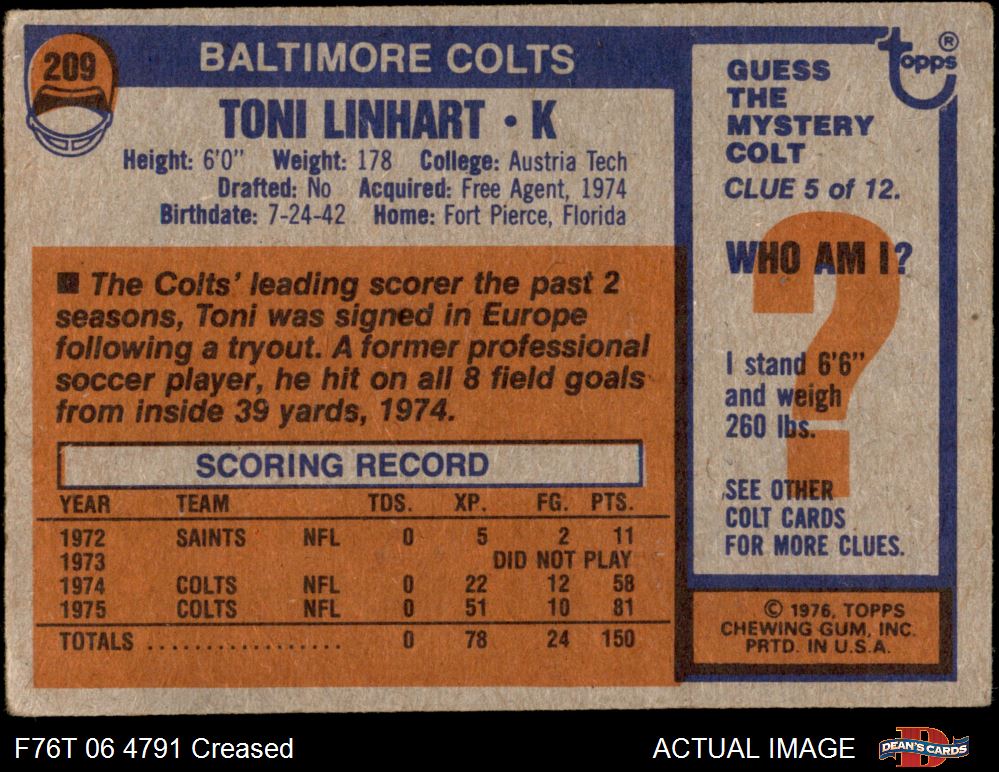 209
BALTIMORE COLTS
TONI LINHART • K
Height: 6'0" Weight: 178 College: Austria Tech
Drafted: No Acquired: Free Agent, 1974
Birthdate: 7-24-42 Home: Fort Pierce, Florida
■ The Colts' leading scorer the past 2
seasons, Toni was signed in Europe
following a tryout. A former professional
soccer player, he hit on all 8 field goals
from inside 39 yards, 1974.
SCORING RECORD
YEAR TEAM TDS. XP. FG. PTS.
1972 SAINTS NFL 0 5 2 11
1973 DID NOT PLAY
1974 COLTS NFL 0 22 12 58
1975 COLTS NFL 0 51 10 81
TOTALS ................. 0 78 24 150
topps ®
GUESS
THE
MYSTERY
COLT
CLUE 5 of 12.
WHO AM I?
?
I stand 6'6"
and weigh
260 lbs.
SEE OTHER
COLT CARDS
FOR MORE CLUES.
© 1976, TOPPS
CHEWING GUM, INC.
PRTD. IN U.S.A.
F76T 06 4791 Creased
ACTUAL IMAGE
D
DEAN'S CARDS